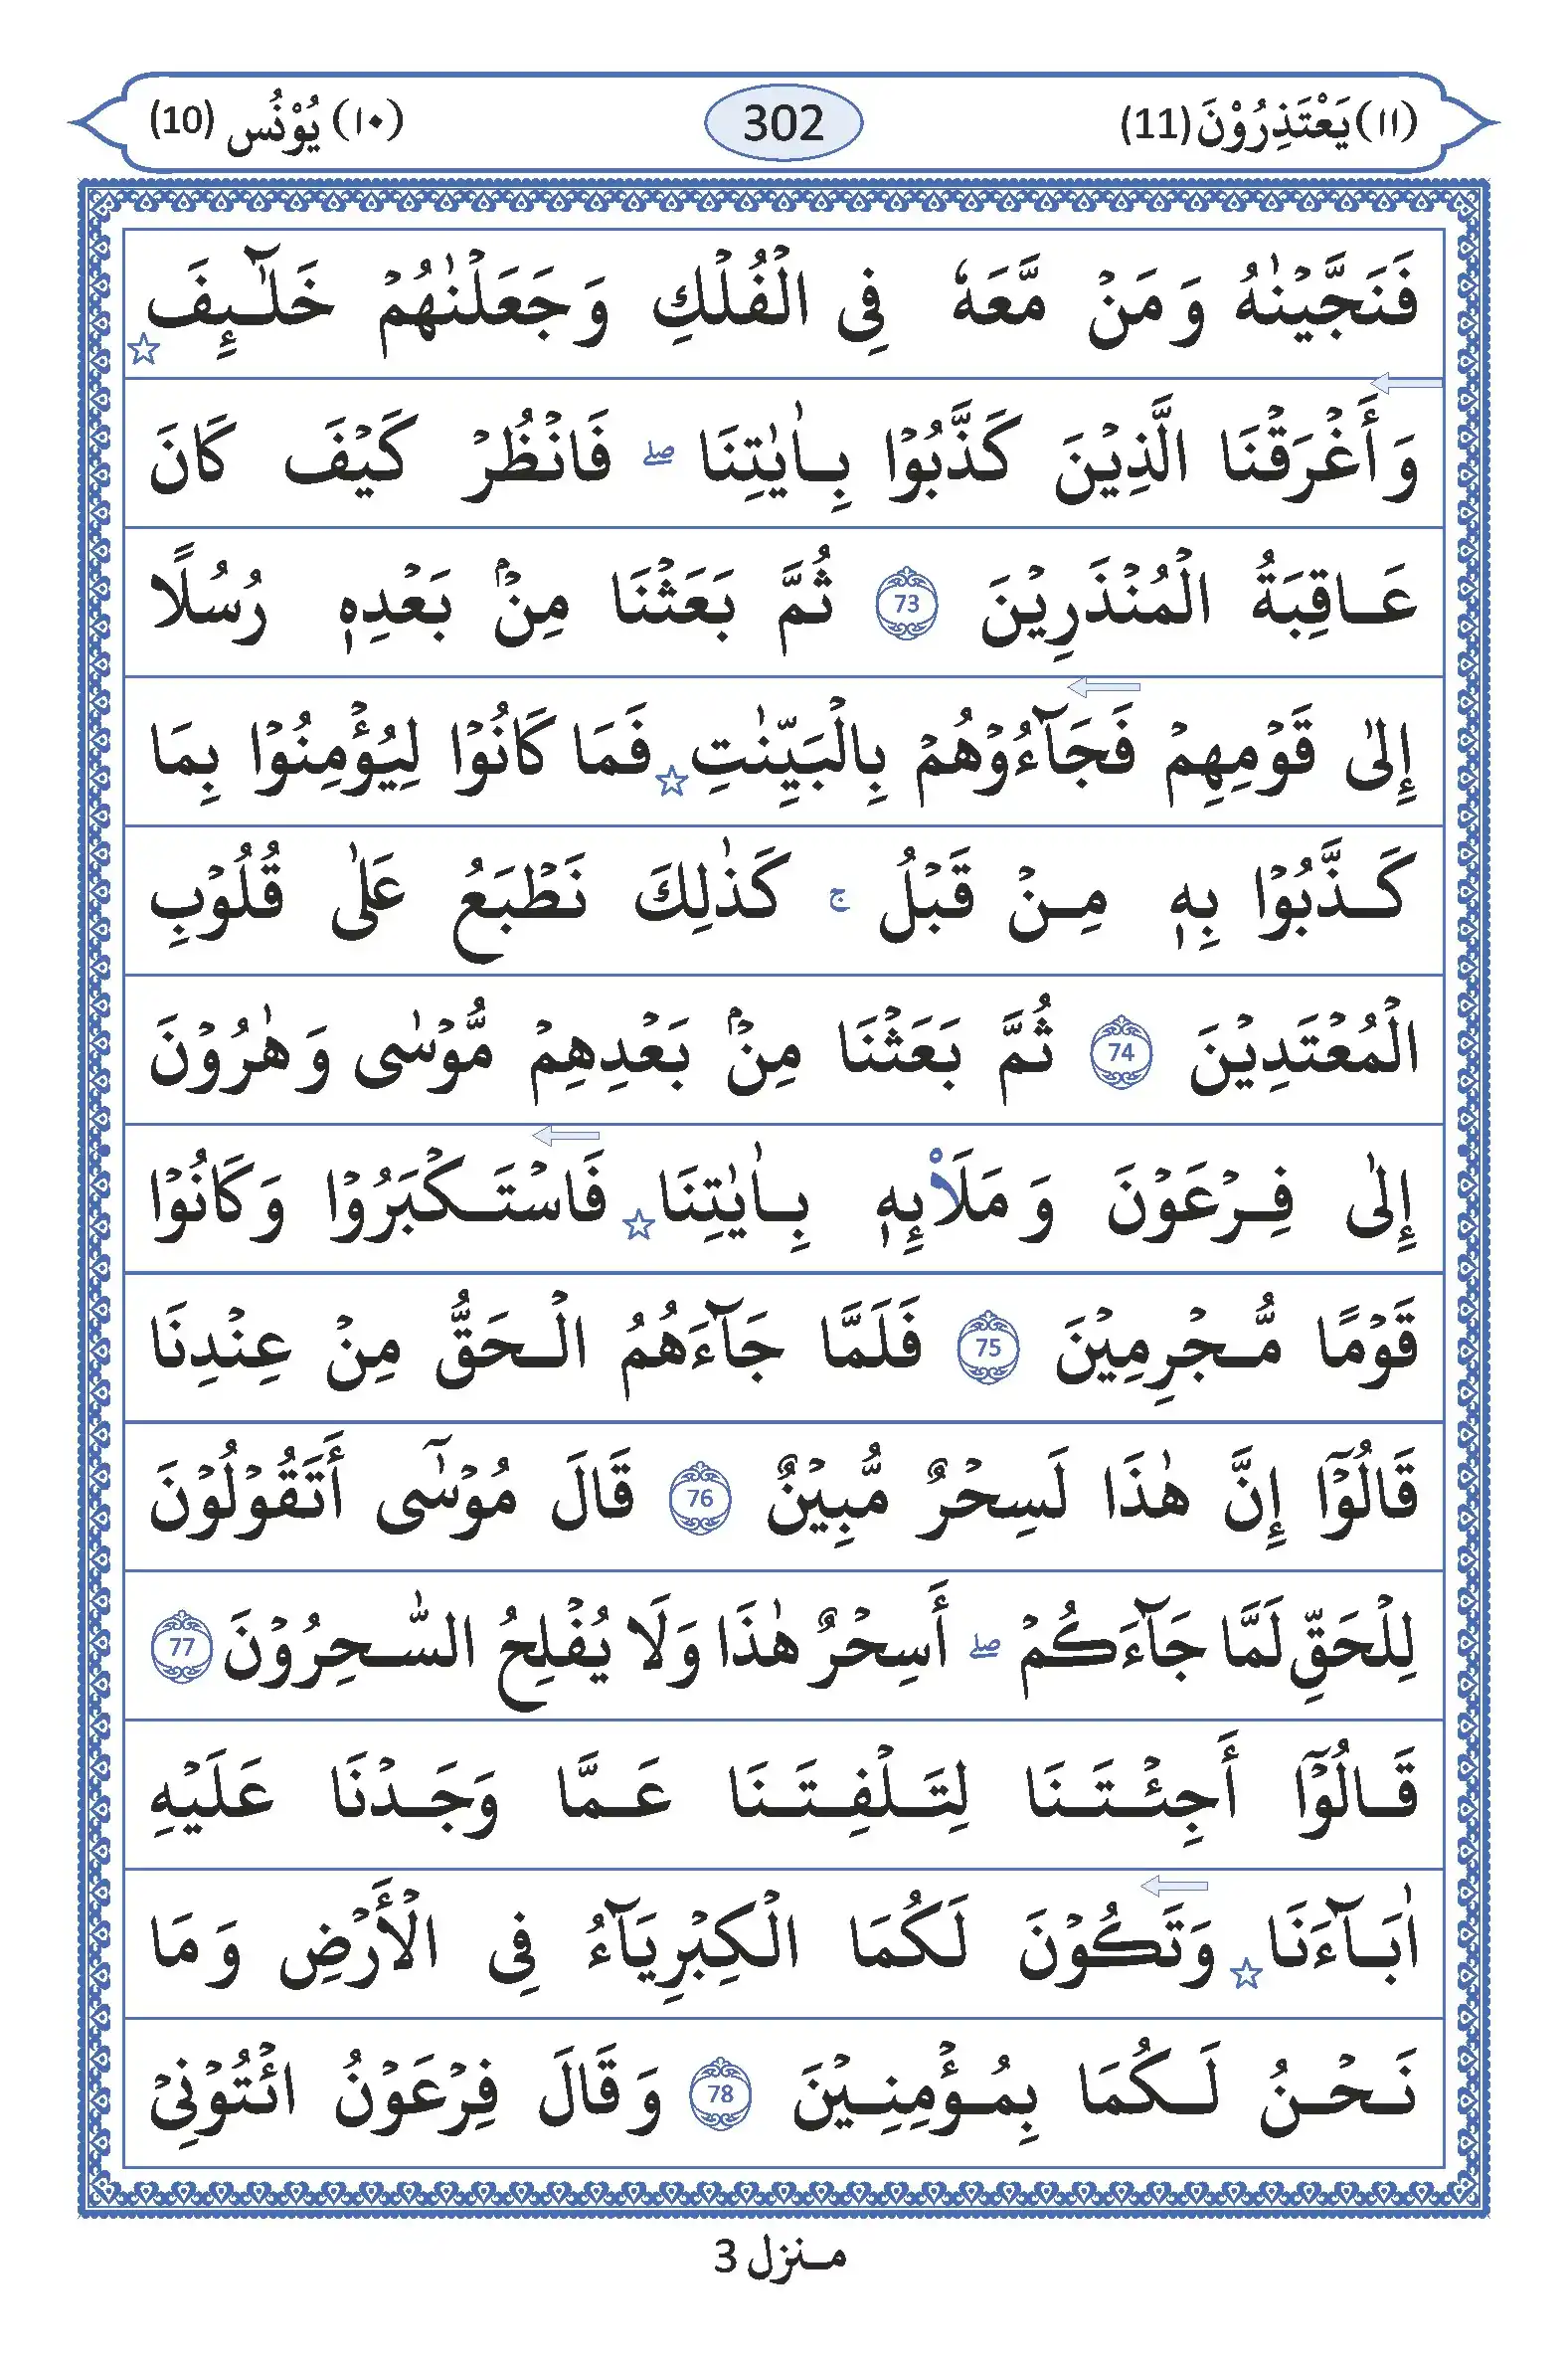 (١١) يَعْتَذِرُوْنَ (11) 302 (١٠) يُوْنُس (10)
فَنَجَّيْنٰهُ وَ مَنْ مَّعَهٗ فِي الْفُلْكِ وَ جَعَلْنٰهُمْ خَلٰٓـئِفَ ☆
وَ أَغْرَقْنَا الَّذِيْنَ كَذَّبُوْا بِاٰيٰتِنَا ۖ فَانْظُرْ كَيْفَ كَانَ
عَاقِبَةُ الْمُنْذَرِيْنَ 73 ثُمَّ بَعَثْنَا مِنْۢ بَعْدِهٖ رُسُلًا
إِلٰى قَوْمِهِمْ فَجَآءُوْهُمْ بِالْبَيِّنٰتِ ☆ فَمَا كَانُوْا لِيُؤْمِنُوْا بِمَا
كَذَّبُوْا بِهٖ مِنْ قَبْلُ ۚ كَذٰلِكَ نَطْبَعُ عَلٰى قُلُوْبِ
الْمُعْتَدِيْنَ 74 ثُمَّ بَعَثْنَا مِنْۢ بَعْدِهِمْ مُّوْسٰى وَ هٰرُوْنَ
إِلٰى فِرْعَوْنَ وَ مَلَا۟ئِهٖ بِاٰيٰتِنَا ☆ فَاسْتَكْبَرُوْا وَ كَانُوْا
قَوْمًا مُّجْرِمِيْنَ 75 فَلَمَّا جَآءَهُمُ الْحَقُّ مِنْ عِنْدِنَا
قَالُوْٓا إِنَّ هٰذَا لَسِحْرٌ مُّبِيْنٌ 76 قَالَ مُوْسٰٓى أَتَقُوْلُوْنَ
لِلْحَقِّ لَمَّا جَآءَكُمْ ۖ أَسِحْرٌ هٰذَا وَلَا يُفْلِحُ السّٰحِرُوْنَ 77
قَالُوْٓا أَجِئْتَنَا لِتَلْفِتَنَا عَمَّا وَجَدْنَا عَلَيْهِ
اٰبَآءَنَا ☆ وَتَكُوْنَ لَكُمَا الْكِبْرِيَآءُ فِي الْأَرْضِ وَ مَا
نَحْنُ لَكُمَا بِمُؤْمِنِيْنَ 78 وَ قَالَ فِرْعَوْنُ ائْتُوْنِيْ
منزل 3